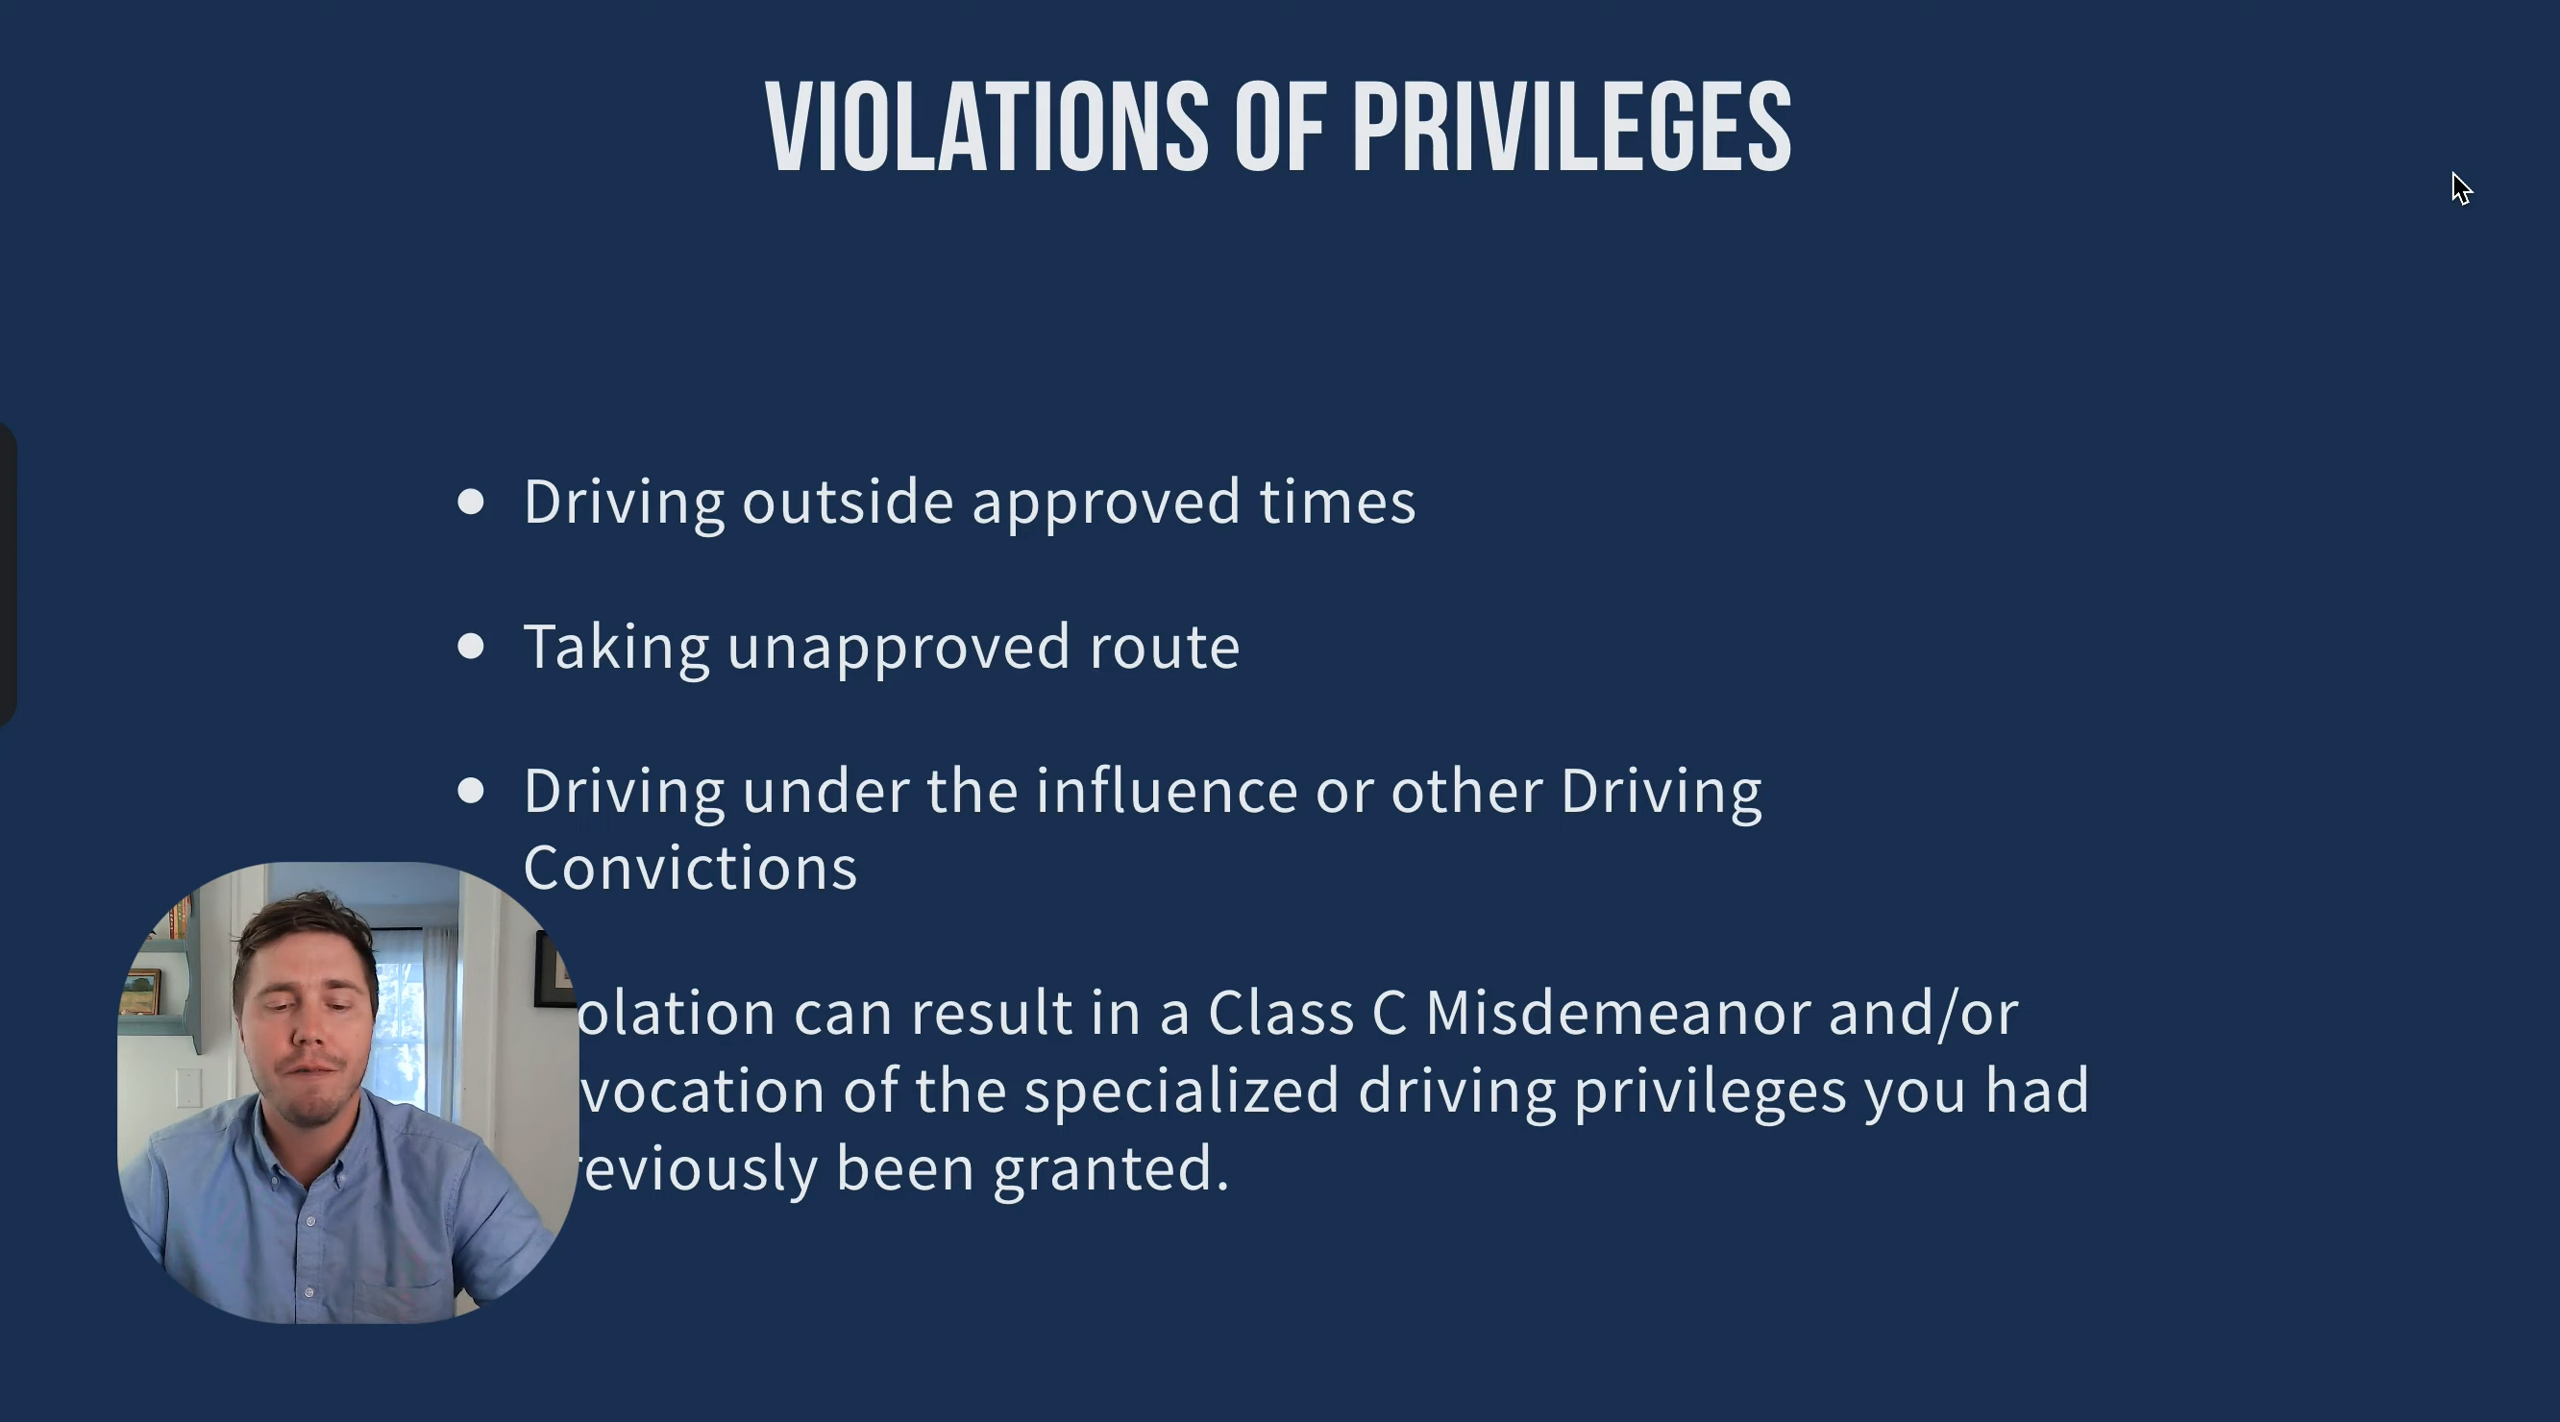 VIOLATIONS OF PRIVILEGES
• Driving outside approved times
• Taking unapproved route
• Driving under the influence or other Driving
Convictions
olation can result in a Class C Misdemeanor and/or
vocation of the specialized driving privileges you had
reviously been granted.